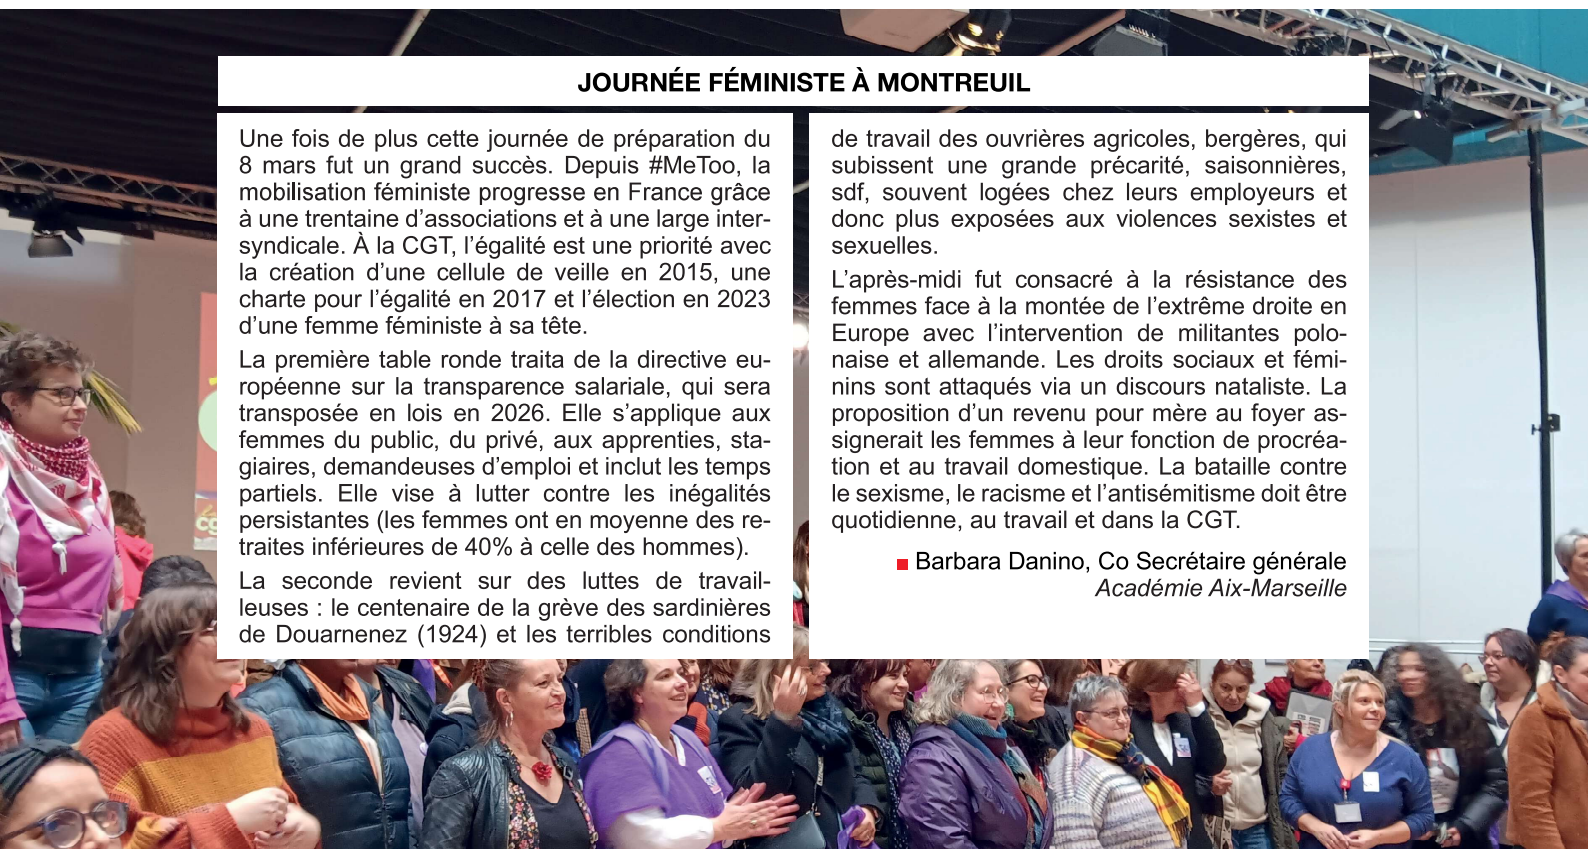 JOURNÉE FÉMINISTE À MONTREUIL
Une fois de plus cette journée de préparation du
8 mars fut un grand succès. Depuis #MeToo, la
mobilisation féministe progresse en France grâce
à une trentaine d’associations et à une large inter-
syndicale. À la CGT, l’égalité est une priorité avec
la création d’une cellule de veille en 2015, une
charte pour l’égalité en 2017 et l’élection en 2023
d’une femme féministe à sa tête.
La première table ronde traita de la directive eu-
ropéenne sur la transparence salariale, qui sera
transposée en lois en 2026. Elle s’applique aux
femmes du public, du privé, aux apprenties, sta-
giaires, demandeuses d’emploi et inclut les temps
partiels. Elle vise à lutter contre les inégalités
persistantes (les femmes ont en moyenne des re-
traites inférieures de 40% à celle des hommes).
La seconde revient sur des luttes de travail-
leuses : le centenaire de la grève des sardinières
de Douarnenez (1924) et les terribles conditions
de travail des ouvrières agricoles, bergères, qui
subissent une grande précarité, saisonnières,
sdf, souvent logées chez leurs employeurs et
donc plus exposées aux violences sexistes et
sexuelles.
L’après-midi fut consacré à la résistance des
femmes face à la montée de l’extrême droite en
Europe avec l’intervention de militantes polo-
naise et allemande. Les droits sociaux et fémi-
nins sont attaqués via un discours nataliste. La
proposition d’un revenu pour mère au foyer as-
signerait les femmes à leur fonction de procréa-
tion et au travail domestique. La bataille contre
le sexisme, le racisme et l’antisémitisme doit être
quotidienne, au travail et dans la CGT.
Barbara Danino, Co Secrétaire générale
Académie Aix-Marseille